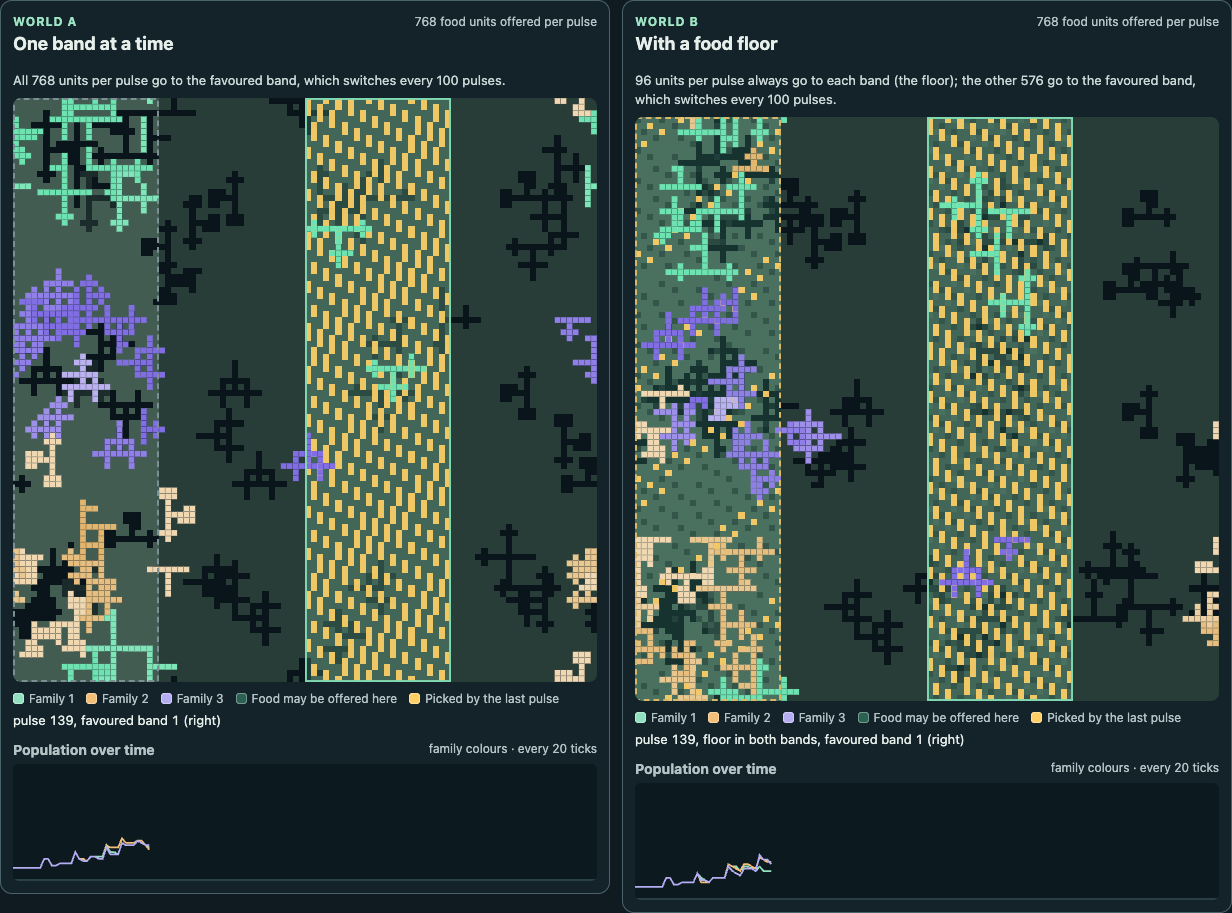 WORLD A
768 food units offered per pulse
One band at a time
All 768 units per pulse go to the favoured band, which switches every 100 pulses.
Family 1
Family 2
Family 3
Food may be offered here
Picked by the last pulse
pulse 139, favoured band 1 (right)
Population over time
family colours · every 20 ticks
WORLD B
768 food units offered per pulse
With a food floor
96 units per pulse always go to each band (the floor); the other 576 go to the favoured band,
which switches every 100 pulses.
Family 1
Family 2
Family 3
Food may be offered here
Picked by the last pulse
pulse 139, floor in both bands, favoured band 1 (right)
Population over time
family colours · every 20 ticks